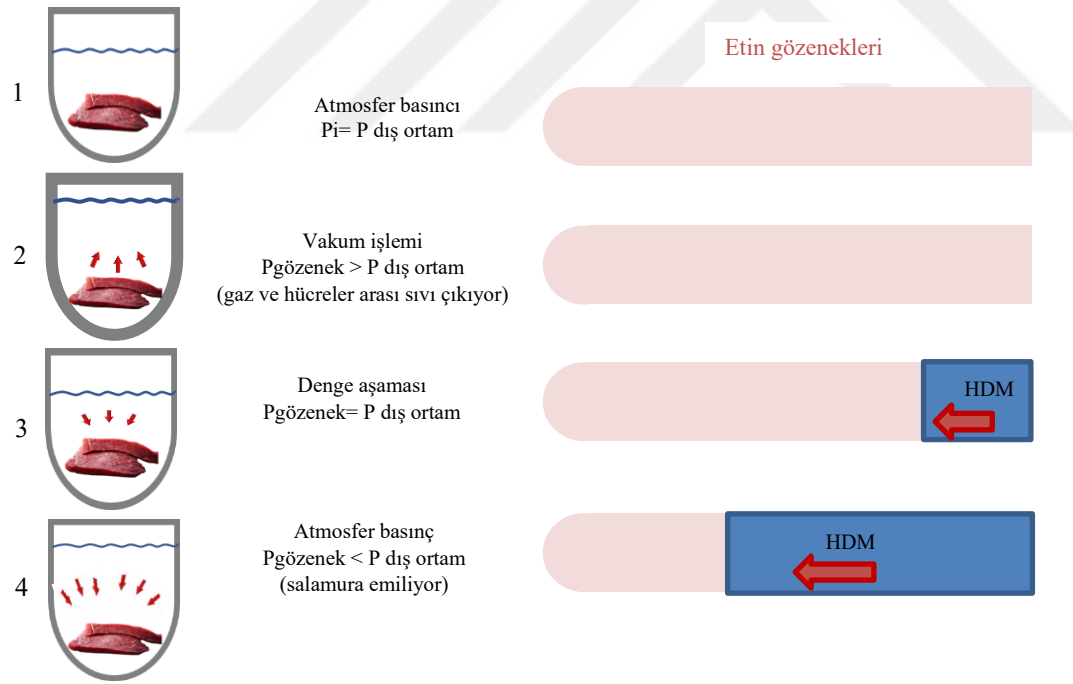 Etin gözenekleri
1
Atmosfer basıncı
Pi= P dış ortam
2
Vakum işlemi
Pgözenek > P dış ortam
(gaz ve hücreler arası sıvı çıkıyor)
3
Denge aşaması
Pgözenek= P dış ortam
HDM
4
Atmosfer basınç
Pgözenek < P dış ortam
(salamura emiliyor)
HDM